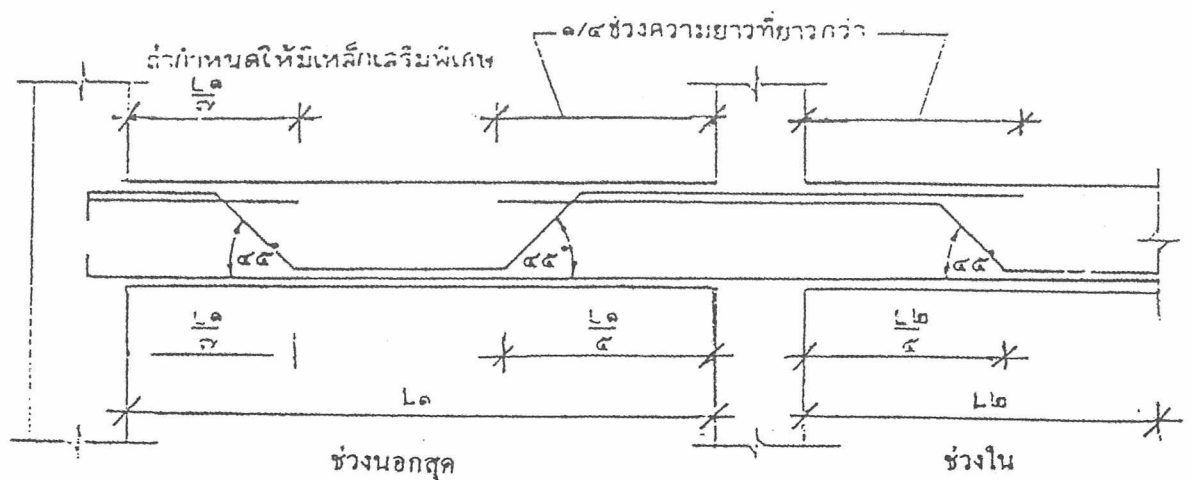 ๑/๔ ช่วงความยาวที่ยาวกว่า
ถ้ากำหนดให้มีเหล็กเสริมพิเศษ
L๑
๗
๔๕°
๔๕°
๔๕
L๑
๗
L๑
๕
L๒
๔
L๑
L๒
ช่วงนอกสุด
ช่วงใน